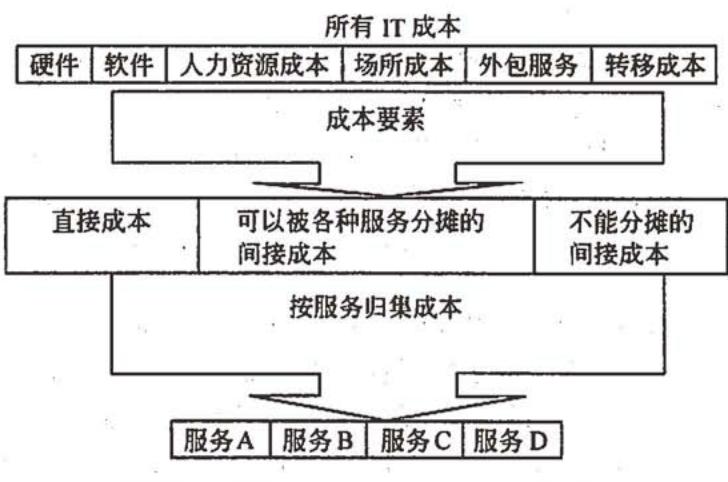 所有 IT 成本
硬件 软件 人力资源成本 场所成本 外包服务 转移成本
成本要素
直接成本 可以被各种服务分摊的 不能分摊的
间接成本 间接成本
按服务归集成本
服务A 服务B 服务C 服务D